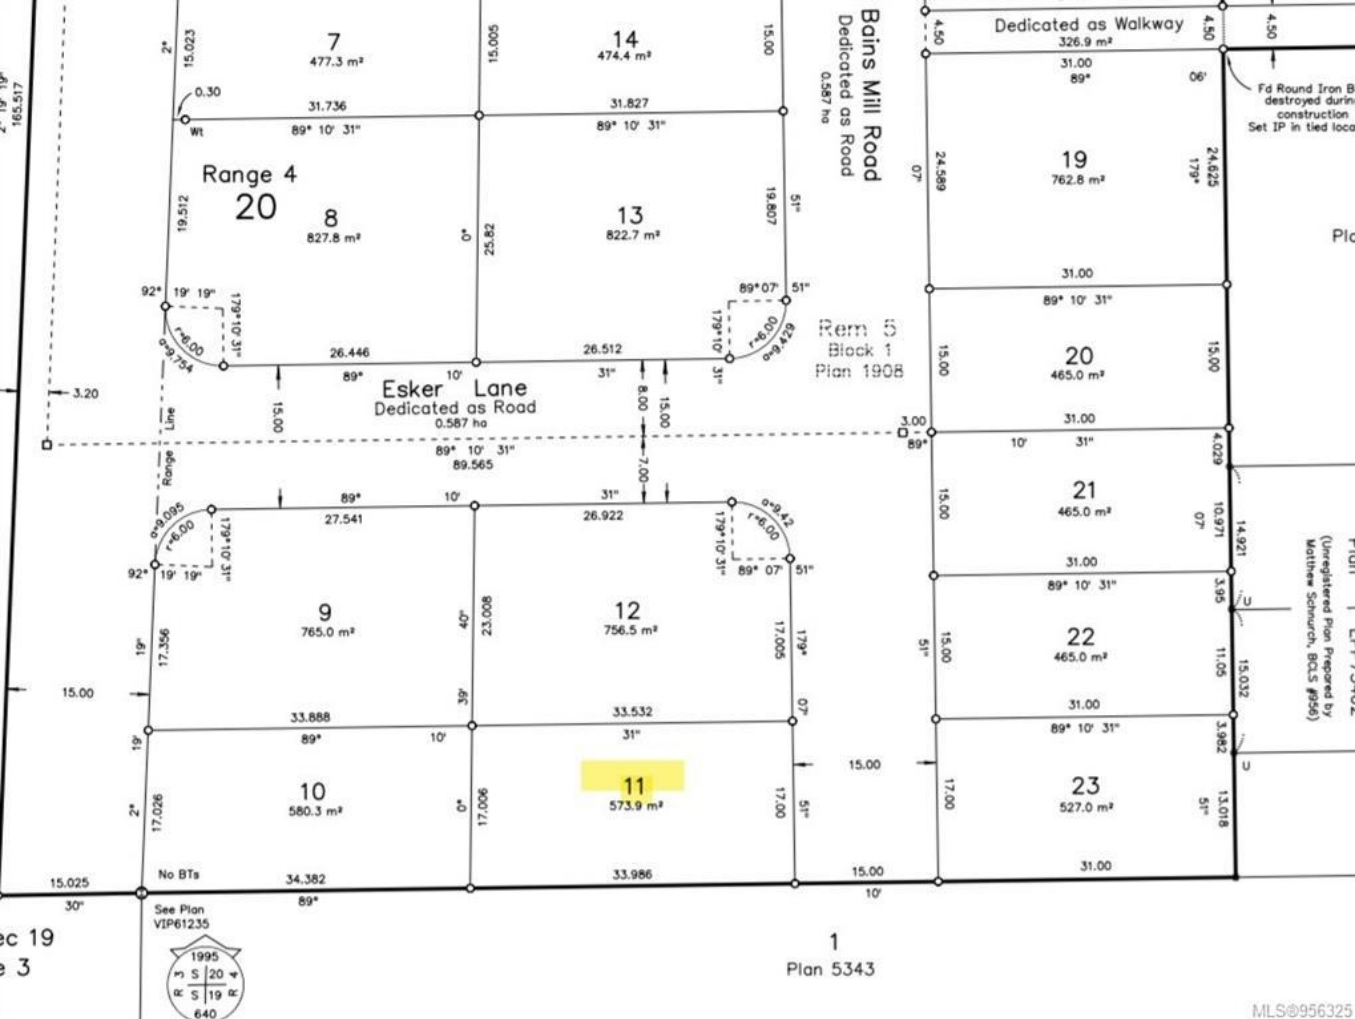 2° 19' 19"
165.517
2°
15.023
7
477.3 m²
15.005
14
474.4 m²
15.00
Bains Mill Road
Dedicated as Road
0.587 ha
4.50
Dedicated as Walkway
326.9 m²
4.50
4.50
31.00
89°
06'
Fd Round Iron B
destroyed durin
construction
Set IP in tied loca
0.30
Wt
31.736
89° 10' 31"
31.827
89° 10' 31"
Range 4
20
19.512
8
827.8 m²
0°
25.82
13
822.7 m²
19.807
51"
07'
24.589
19
762.8 m²
24.625
179°
31.00
89° 10' 31"
92°
19' 19"
179°10' 31"
r=6.00
a=9.754
89°07'
51"
179°10'
31"
r=6.00
a=9.429
26.446
89°
10'
26.512
31"
Rem 5
Block 1
Plan 1908
15.00
20
465.0 m²
15.00
3.20
Esker Lane
Dedicated as Road
0.587 ha
15.00
8.00
15.00
Range Line
89° 10' 31"
89.565
7.00
3.00
89°
31.00
10'
31"
4.029
15.00
21
465.0 m²
10.971
07'
14.921
a=9.095
r=6.00
89°
10'
27.541
31"
26.922
a=9.42
r=6.00
92°
19' 19"
179°10' 31"
179°10' 31"
89° 07'
51"
31.00
89° 10' 31"
3.95
U
(Unregistered Plan Prepared by
Matthew Schnurch, BCLS #956)
19"
17.356
9
765.0 m²
40"
23.008
39'
12
756.5 m²
17.005
179°
07'
51"
15.00
22
465.0 m²
11.05
15.032
15.00
33.888
89°
10'
33.532
31"
31.00
89° 10' 31"
3.982
U
19'
2°
17.026
10
580.3 m²
0°
17.006
11
573.9 m²
17.00
51"
15.00
17.00
23
527.0 m²
13.018
51"
15.025
30"
No BTs
34.382
89°
33.986
15.00
10'
31.00
See Plan
VIP61235
ec 19
e 3
1995
R 3
S 20
S 19
R 4
640
1
Plan 5343
MLS®956325